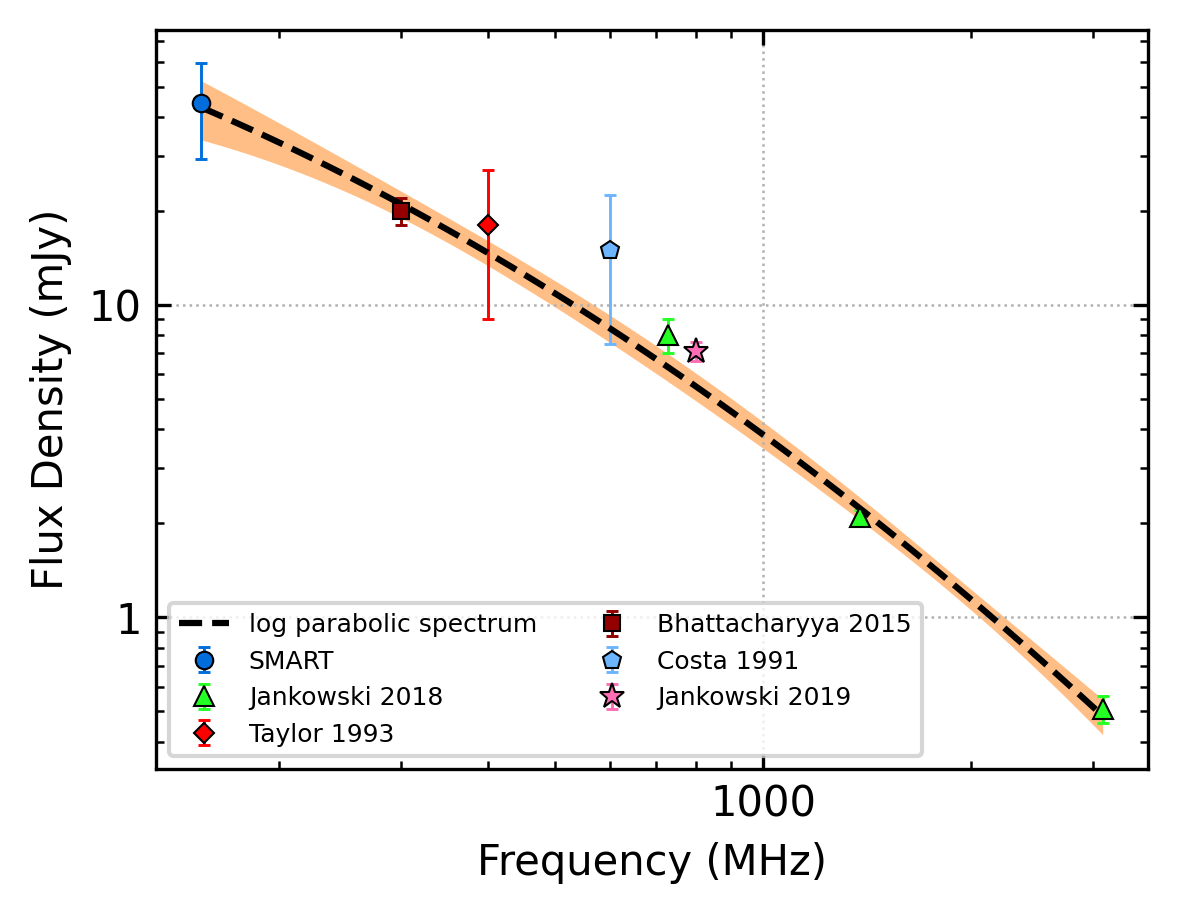 Flux Density (mJy)
10
1
log parabolic spectrum
SMART
Jankowski 2018
Taylor 1993
Bhattacharyya 2015
Costa 1991
Jankowski 2019
1000
Frequency (MHz)